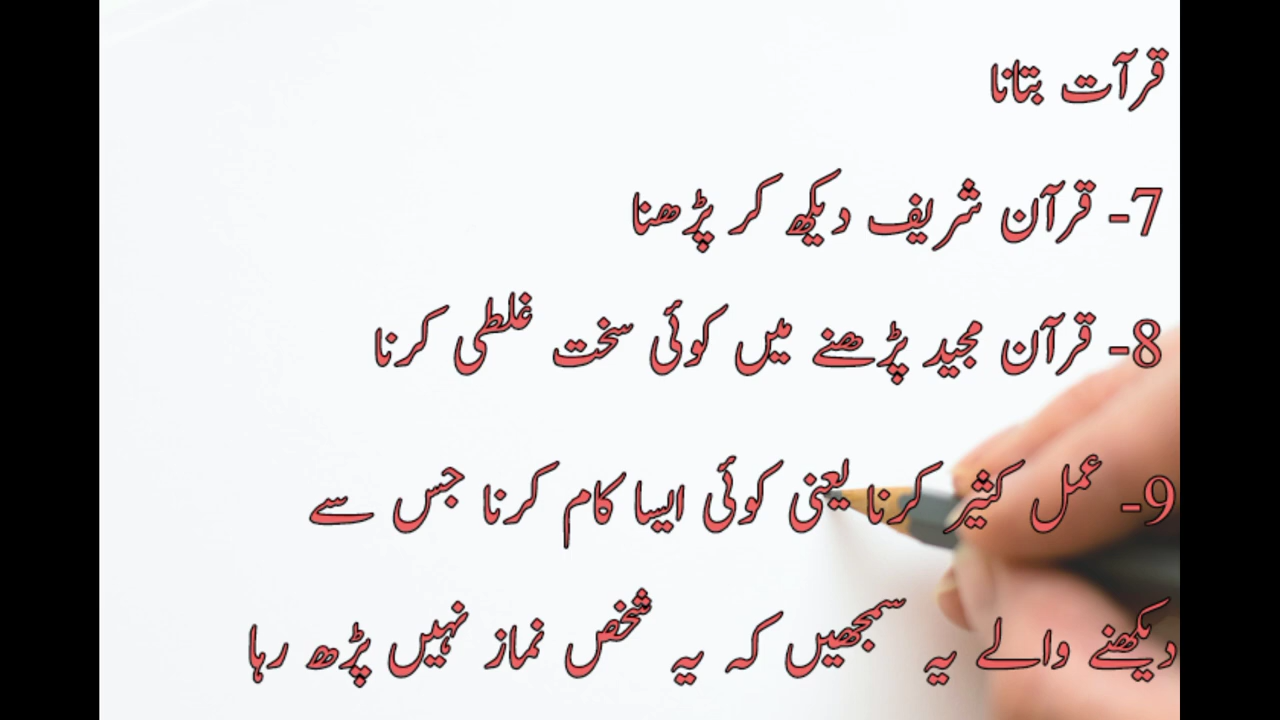 قرآت بتانا
7- قرآن شریف دیکھ کر پڑھنا
8- قرآن مجید پڑھنے میں کوئی سخت غلطی کرنا
9- عمل کثیر کرنا یعنی کوئی ایسا کام کرنا جس سے
دیکھنے والے یہ سمجھیں کہ یہ شخص نماز نہیں پڑھ رہا